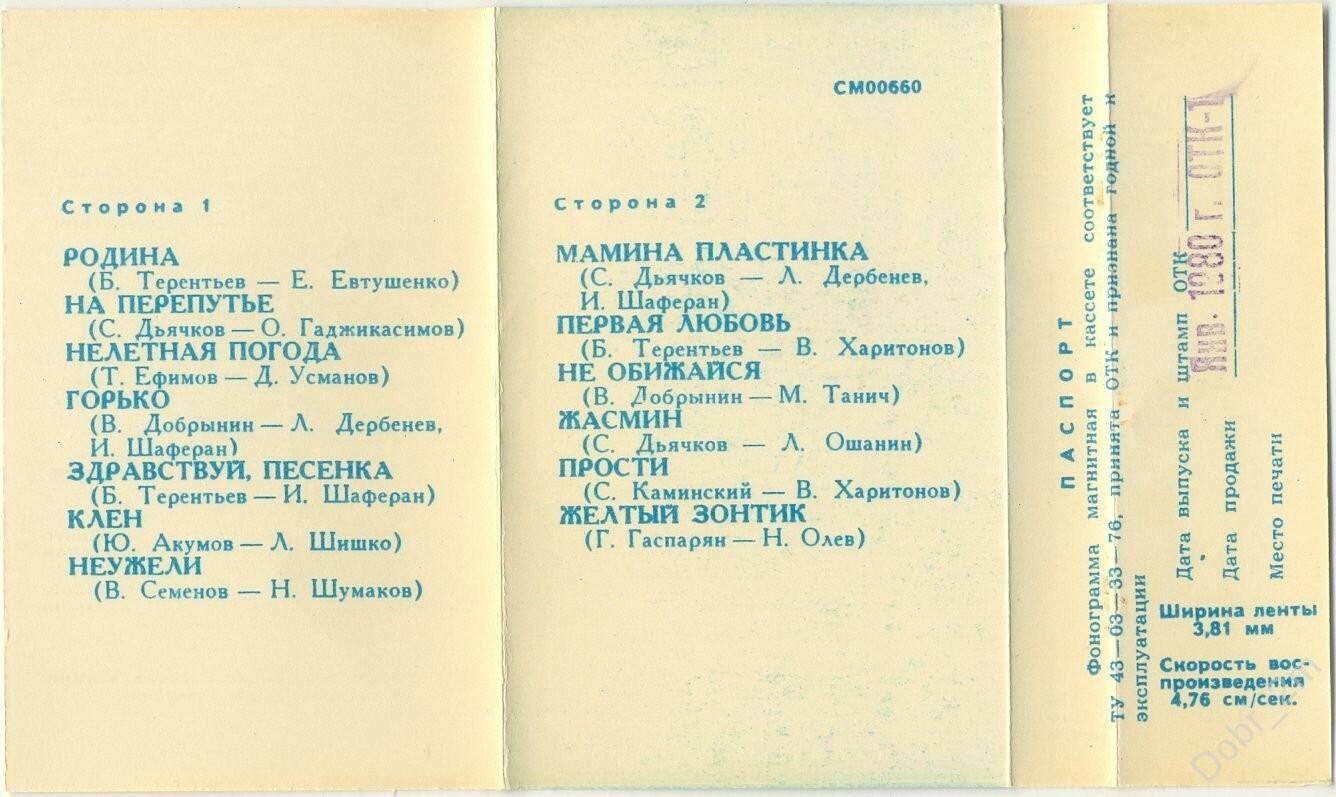 Сторона 1
РОДИНА
(Б. Терентьев — Е. Евтушенко)
НА ПЕРЕПУТЬЕ
(С. Дьячков — О. Гаджикасимов)
НЕЛЕТНАЯ ПОГОДА
(Т. Ефимов — Д. Усманов)
ГОРЬКО
(В. Добрынин — Л. Дербенев,
И. Шаферан)
ЗДРАВСТВУЙ, ПЕСЕНКА
(Б. Терентьев — И. Шаферан)
КЛЕН
(Ю. Акумов — Л. Шишко)
НЕУЖЕЛИ
(В. Семенов — Н. Шумаков)
СМ00660
Сторона 2
МАМИНА ПЛАСТИНКА
(С. Дьячков — Л. Дербенев,
И. Шаферан)
ПЕРВАЯ ЛЮБОВЬ
(Б. Терентьев — В. Харитонов)
НЕ ОБИЖАЙСЯ
(В. Добрынин — М. Танич)
ЖАСМИН
(С. Дьячков — Л. Ошанин)
ПРОСТИ
(С. Каминский — В. Харитонов)
ЖЕЛТЫЙ ЗОНТИК
(Г. Гаспарян — Н. Олев)
ПАСПОРТ
Фонограмма магнитная в кассете соответствует
ТУ 43—03—33—76, принята ОТК и признана годной и
эксплуатации
Дата выпуска и штамп ОТК
Янв. 1980 г. ОТК-1
Дата продажи
Место печати
Ширина ленты
3,81 мм
Скорость вос-
произведения
4,76 см/сек.